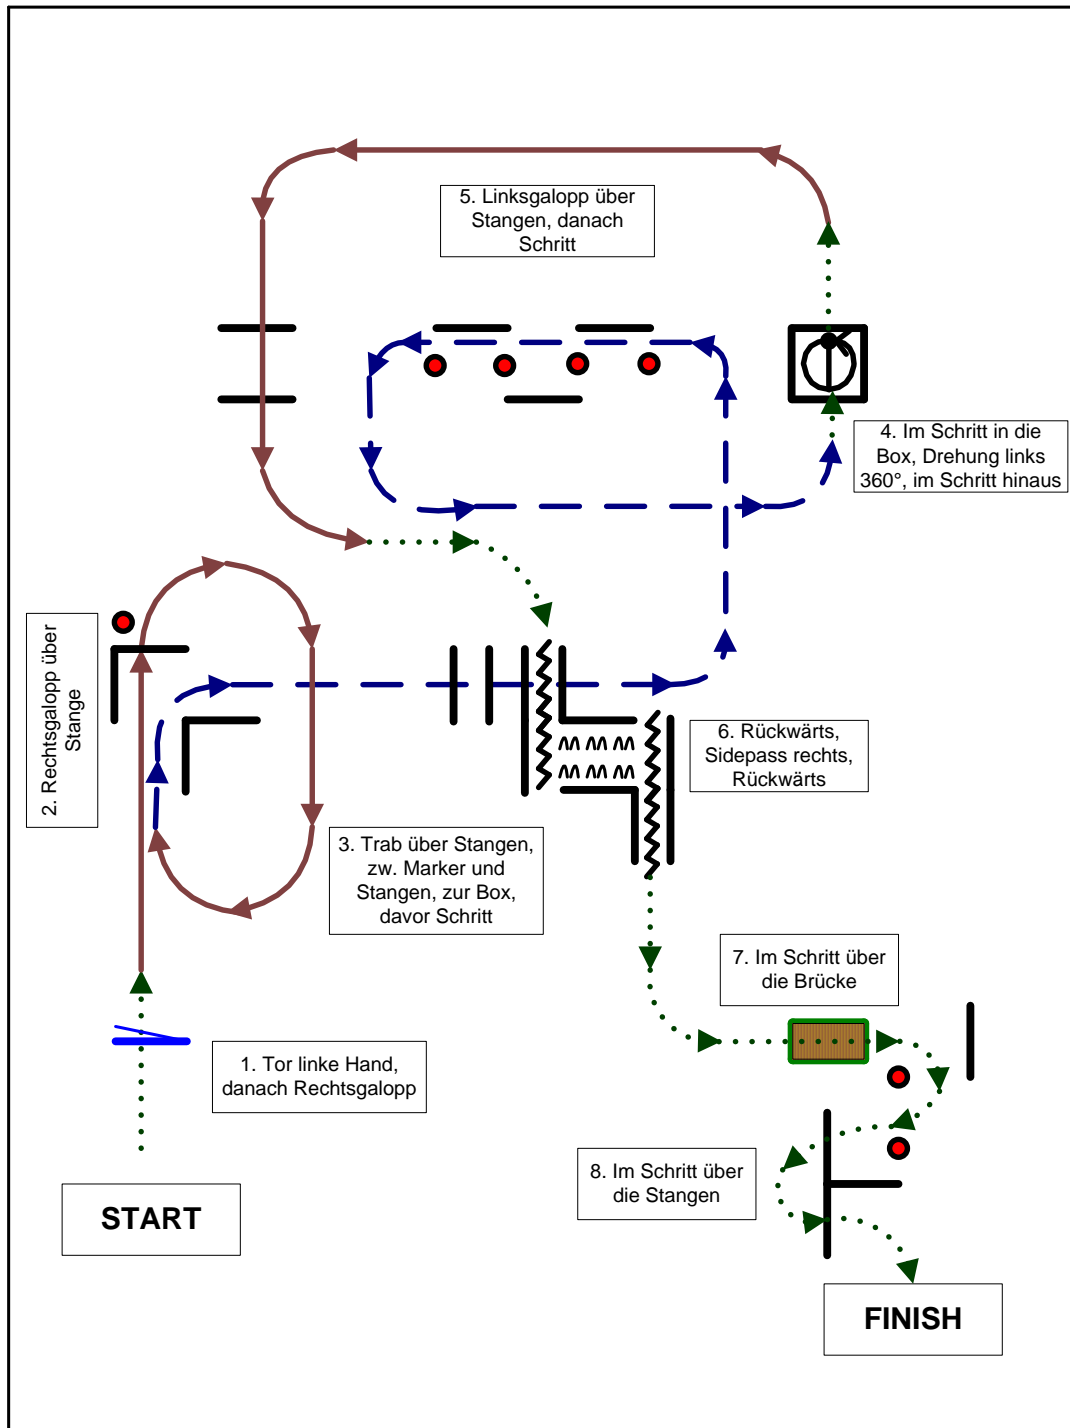 5. Linksgalopp über
Stangen, danach
Schritt
4. Im Schritt in die
Box, Drehung links
360°, im Schritt hinaus
2. Rechtsgalopp über
Stange
6. Rückwärts,
Sidepass rechts,
Rückwärts
3. Trab über Stangen,
zw. Marker und
Stangen, zur Box,
davor Schritt
7. Im Schritt über
die Brücke
1. Tor linke Hand,
danach Rechtsgalopp
8. Im Schritt über
die Stangen
START
FINISH